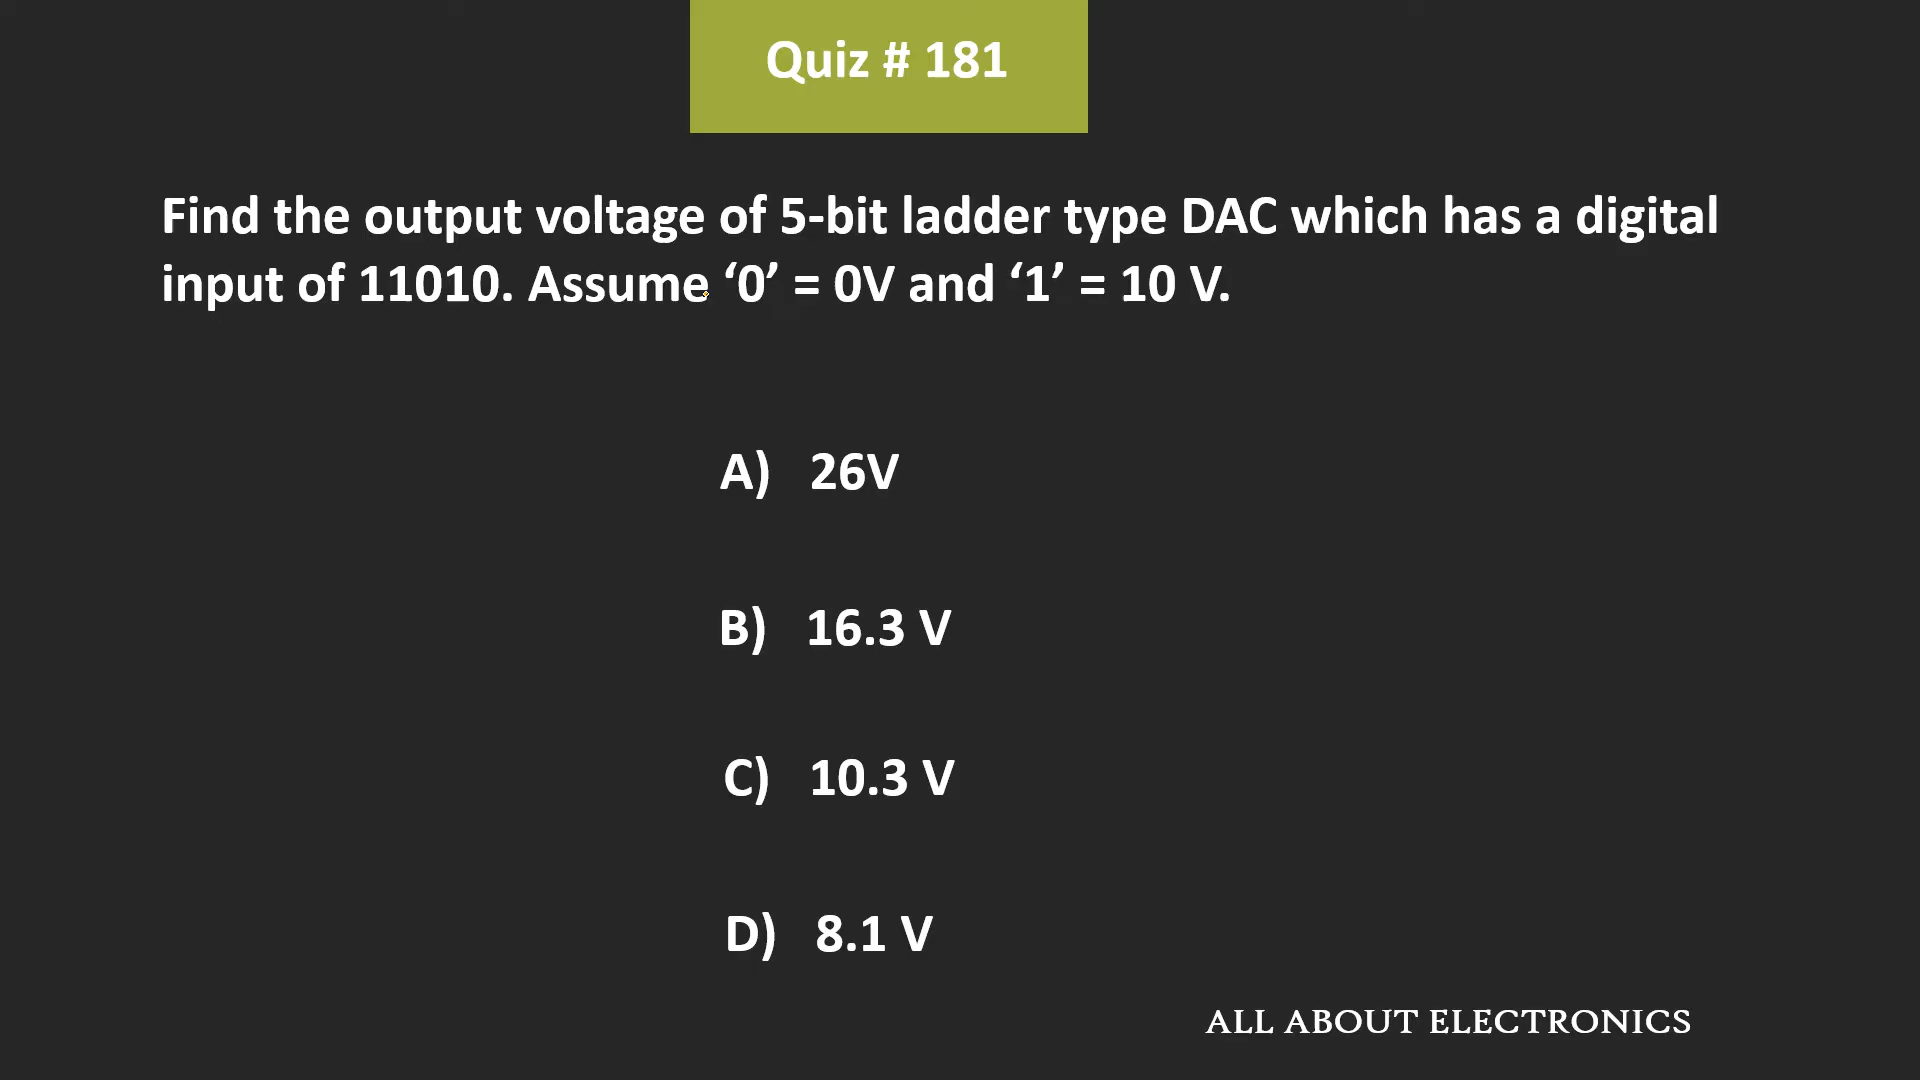 Quiz # 181
Find the output voltage of 5-bit ladder type DAC which has a digital
input of 11010. Assume ‘0’ = 0V and ‘1’ = 10 V.
A) 26V
B) 16.3 V
C) 10.3 V
D) 8.1 V
ALL ABOUT ELECTRONICS